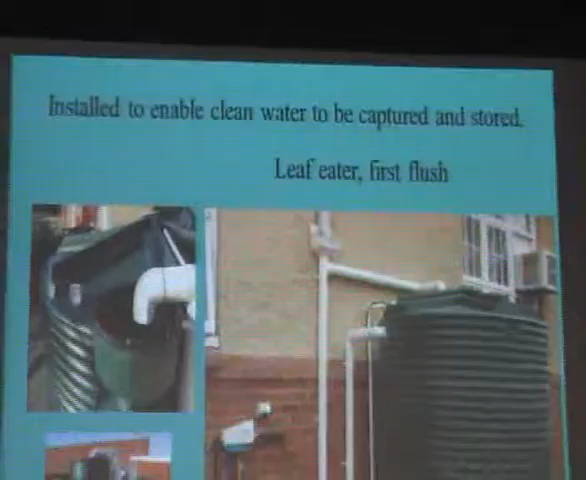 Installed to enable clean water to be captured and stored.
Leaf eater, first flush